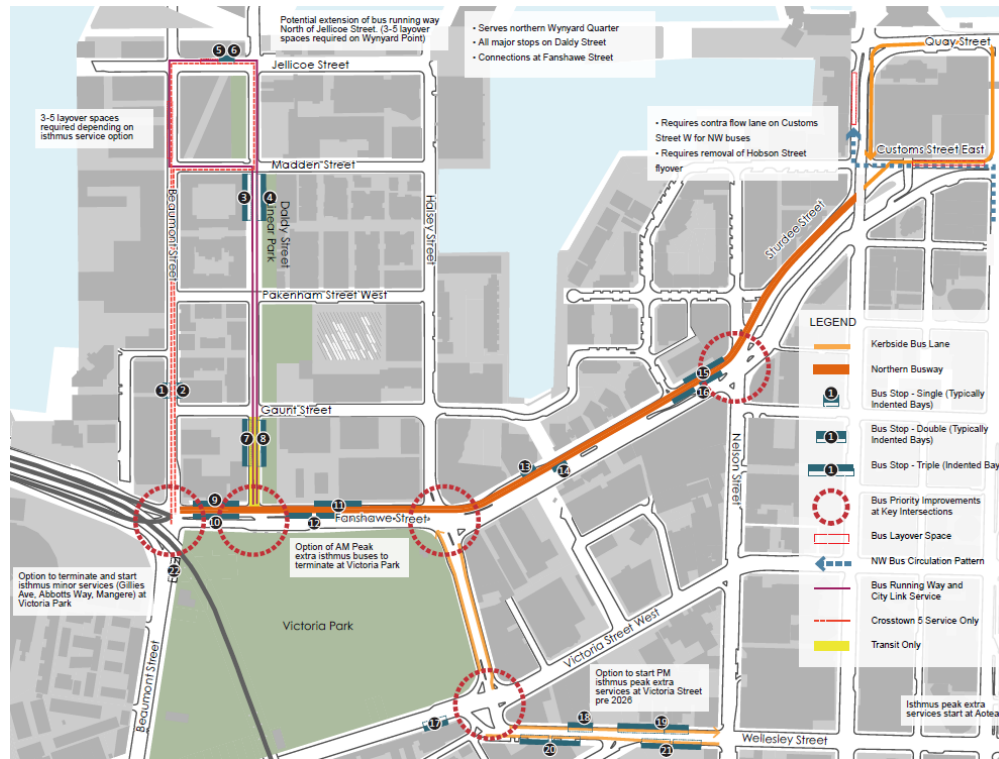 Potential extension of bus running way
North of Jellicoe Street. (3-5 layover
spaces required on Wynyard Point)
- Serves northern Wynyard Quarter
- All major stops on Daldy Street
- Connections at Fanshawe Street
Quay Street
5 6
Jellicoe Street
3-5 layover spaces
required depending on
isthmus service option
- Requires contra flow lane on Customs
Street W for NW buses
- Requires removal of Hobson Street
flyover
Customs Street East
Madden Street
3 4
Beaumont Street
Daldy Street
Linear Park
Halsey Street
Sturdee Street
Pakenham Street West
LEGEND
Kerbside Bus Lane
Northern Busway
1 Bus Stop - Single (Typically
Indented Bays)
1 Bus Stop - Double (Typically
Indented Bays)
1 Bus Stop - Triple (Indented Bay
Bus Priority Improvements
at Key Intersections
Bus Layover Space
NW Bus Circulation Pattern
Bus Running Way and
City Link Service
Crosstown 5 Service Only
Transit Only
15
16
1 2
Gaunt Street
7 8
Nelson Street
13 14
9 11
10 12
Fanshawe Street
Option of AM Peak
extra isthmus buses to
terminate at Victoria Park
Option to terminate and start
isthmus minor services (Gillies
Ave, Abbotts Way, Mangere) at
Victoria Park
22
Victoria Park
Beaumont Street
Victoria Street West
Option to start PM
isthmus peak extra
services at Victoria Street
pre 2026
Isthmus peak extra
services start at Aotea
17 18 19
20 21
Wellesley Street